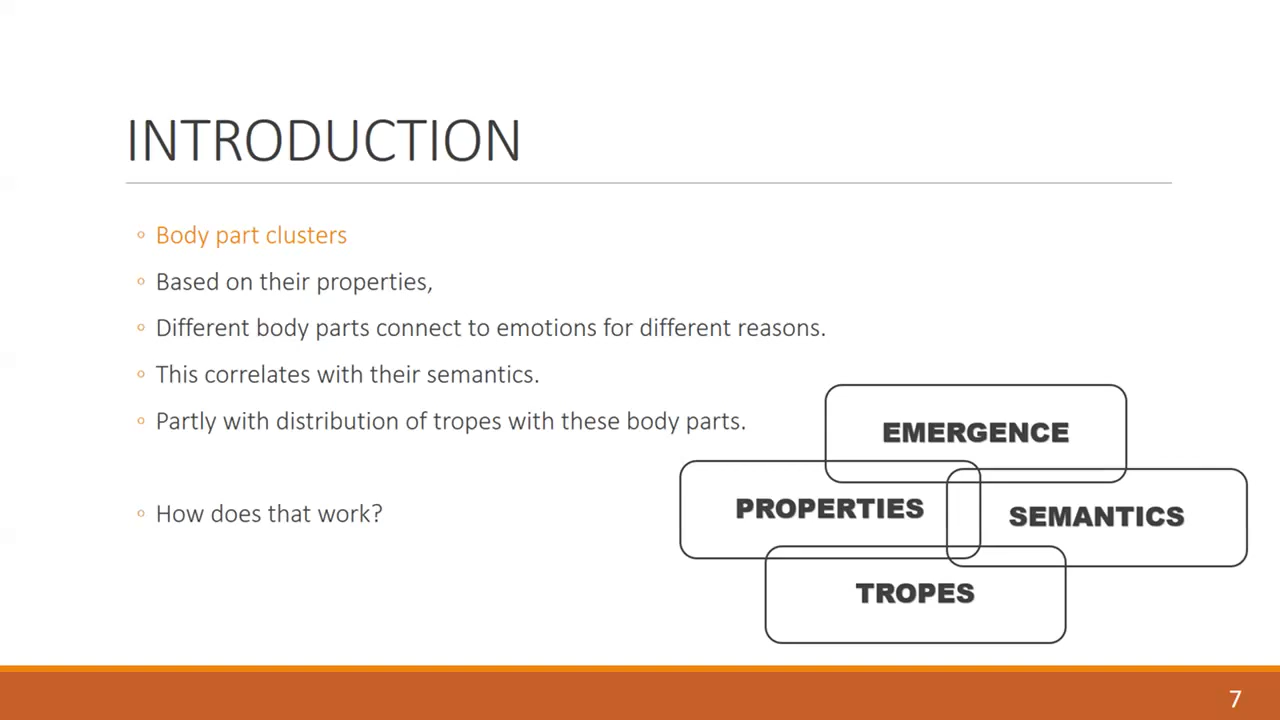 INTRODUCTION
◦ Body part clusters
◦ Based on their properties,
◦ Different body parts connect to emotions for different reasons.
◦ This correlates with their semantics.
◦ Partly with distribution of tropes with these body parts.
◦ How does that work?
EMERGENCE
PROPERTIES
SEMANTICS
TROPES
7